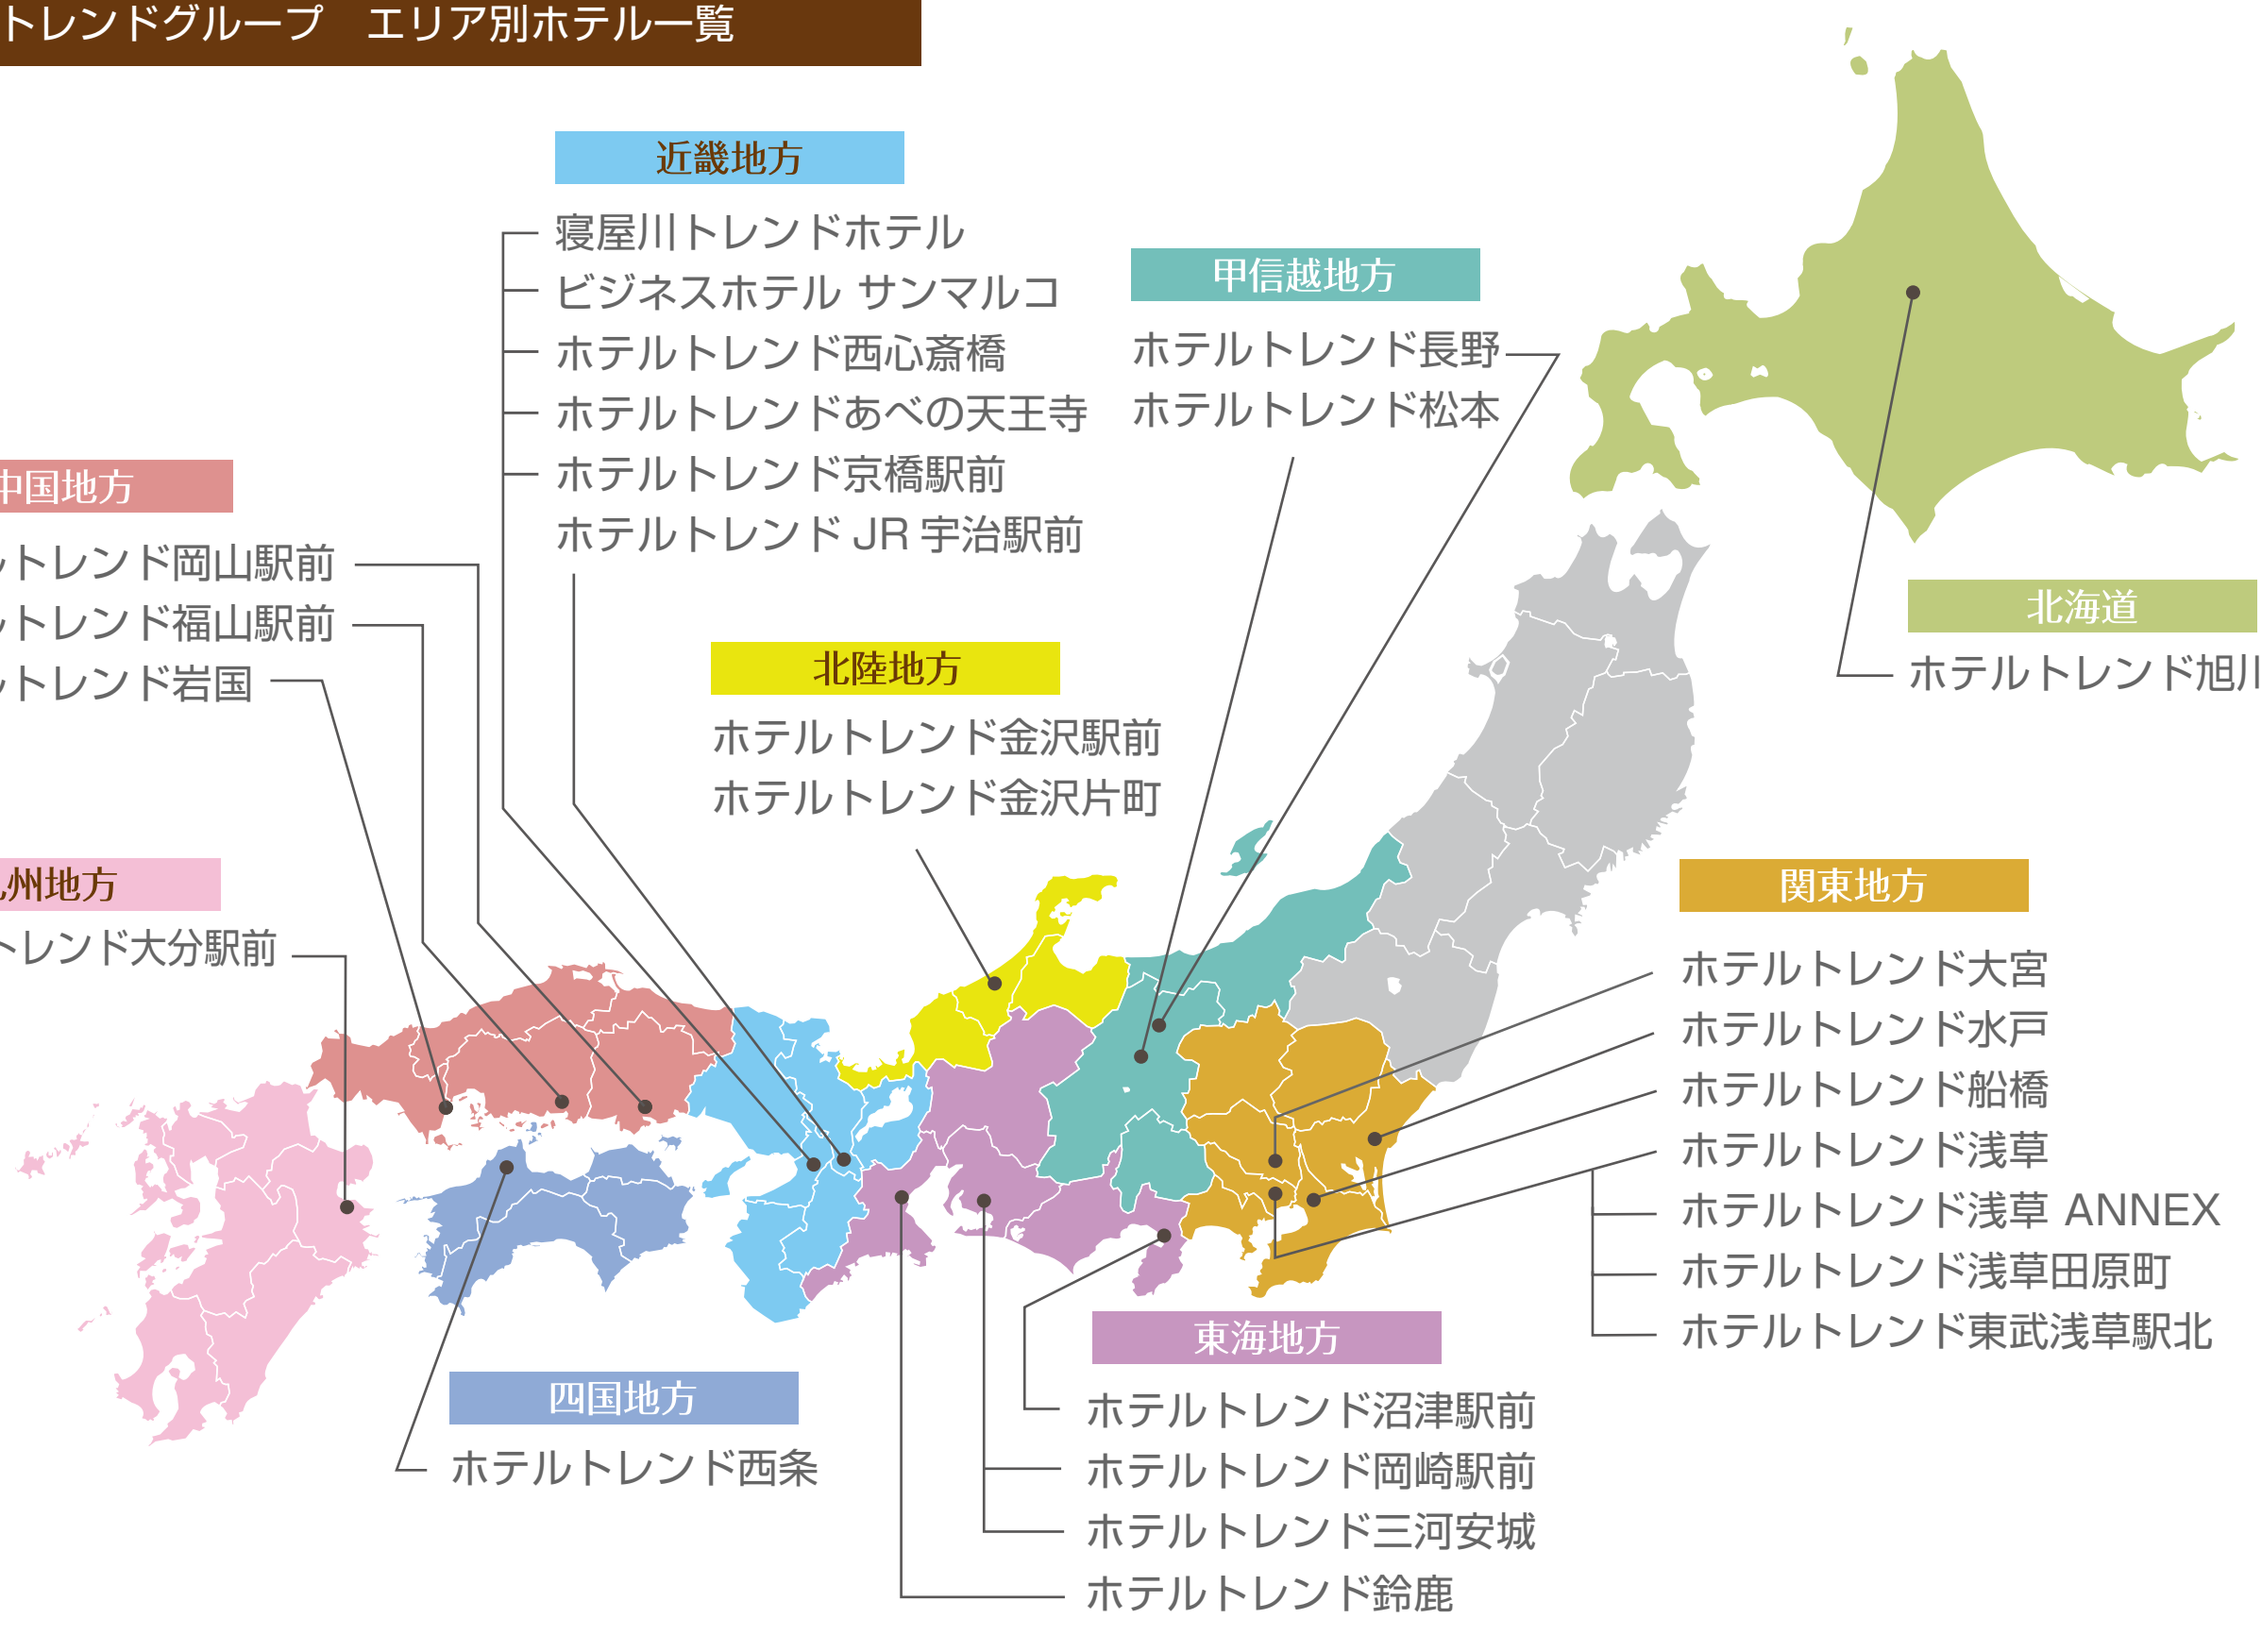 トレンドグループ　エリア別ホテル一覧
近畿地方
寝屋川トレンドホテル
ビジネスホテル サンマルコ
ホテルトレンド西心斎橋
ホテルトレンドあべの天王寺
ホテルトレンド京橋駅前
ホテルトレンド JR 宇治駅前
甲信越地方
ホテルトレンド長野
ホテルトレンド松本
中国地方
ルトレンド岡山駅前
ルトレンド福山駅前
ルトレンド岩国
北陸地方
ホテルトレンド金沢駅前
ホテルトレンド金沢片町
北海道
ホテルトレンド旭川
九州地方
トレンド大分駅前
関東地方
ホテルトレンド大宮
ホテルトレンド水戸
ホテルトレンド船橋
ホテルトレンド浅草
ホテルトレンド浅草 ANNEX
ホテルトレンド浅草田原町
ホテルトレンド東武浅草駅北
四国地方
ホテルトレンド西条
東海地方
ホテルトレンド沼津駅前
ホテルトレンド岡崎駅前
ホテルトレンド三河安城
ホテルトレンド鈴鹿